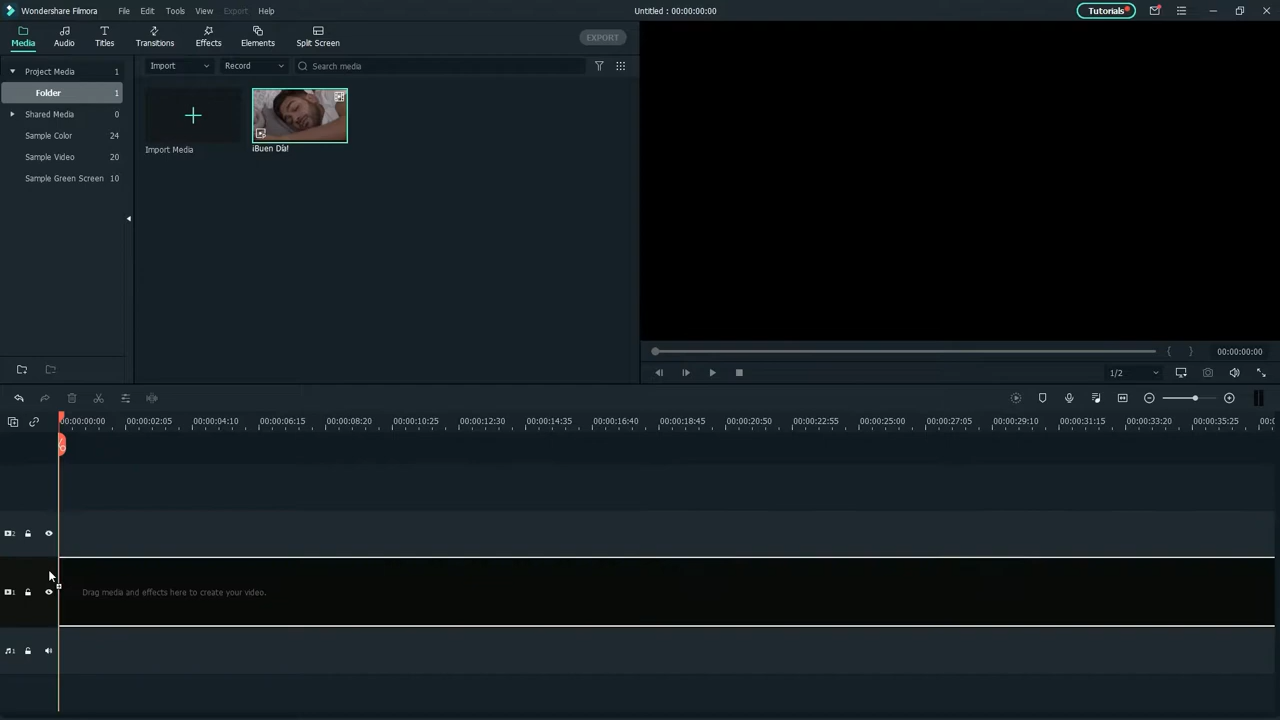 Wondershare Filmora File Edit Tools View Export Help Untitled : 00:00:00:00 Tutorials
Media Audio Titles Transitions Effects Elements Split Screen EXPORT
Project Media 1 Import Record Search media
Folder 1
Shared Media 0
Sample Color 24
Import Media ¡Buen Día!
Sample Video 20
Sample Green Screen 10
{ } 00:00:00:00
1/2
00:00:00:00 00:00:02:05 00:00:04:10 00:00:06:15 00:00:08:20 00:00:10:25 00:00:12:30 00:00:14:35 00:00:16:40 00:00:18:45 00:00:20:50 00:00:22:55 00:00:25:00 00:00:27:05 00:00:29:10 00:00:31:15 00:00:33:20 00:00:35:25
2
1 Drag media and effects here to create your video.
1